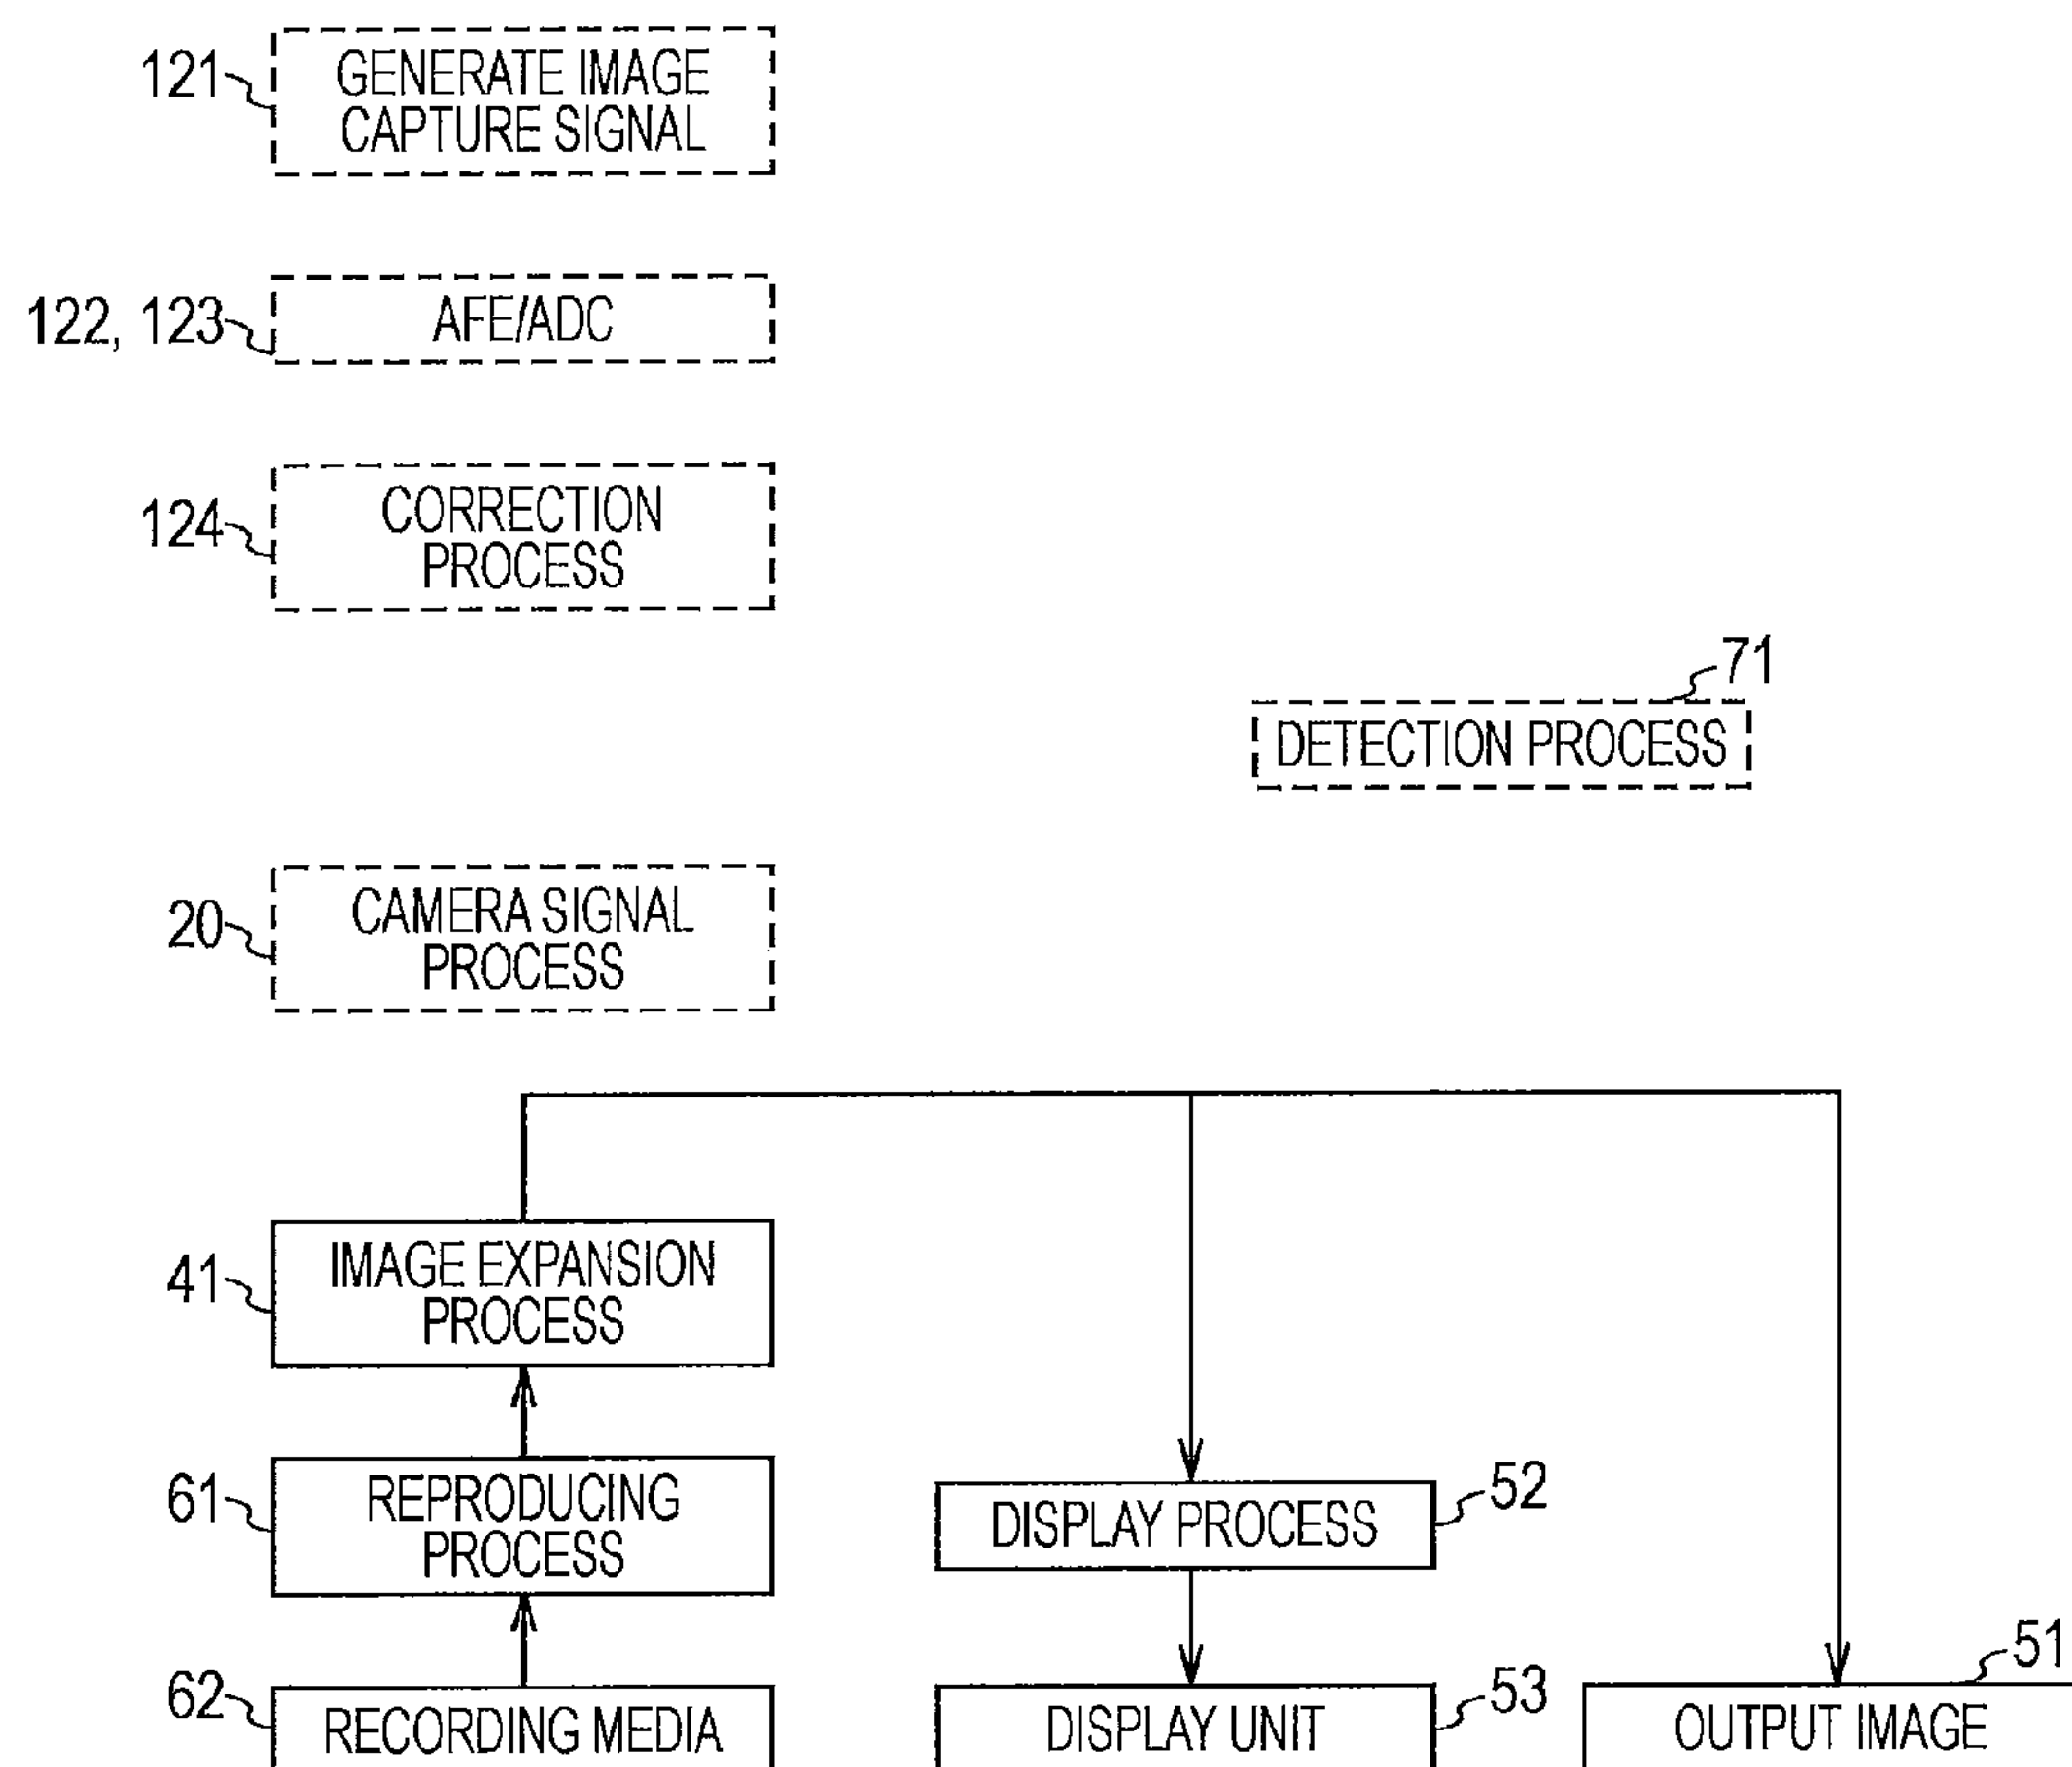 121
GENERATE IMAGE
CAPTURE SIGNAL
122, 123
AFE/ADC
124
CORRECTION
PROCESS
71
DETECTION PROCESS
20
CAMERA SIGNAL
PROCESS
41
IMAGE EXPANSION
PROCESS
61
REPRODUCING
PROCESS
DISPLAY PROCESS
52
62
RECORDING MEDIA
DISPLAY UNIT
53
51
OUTPUT IMAGE